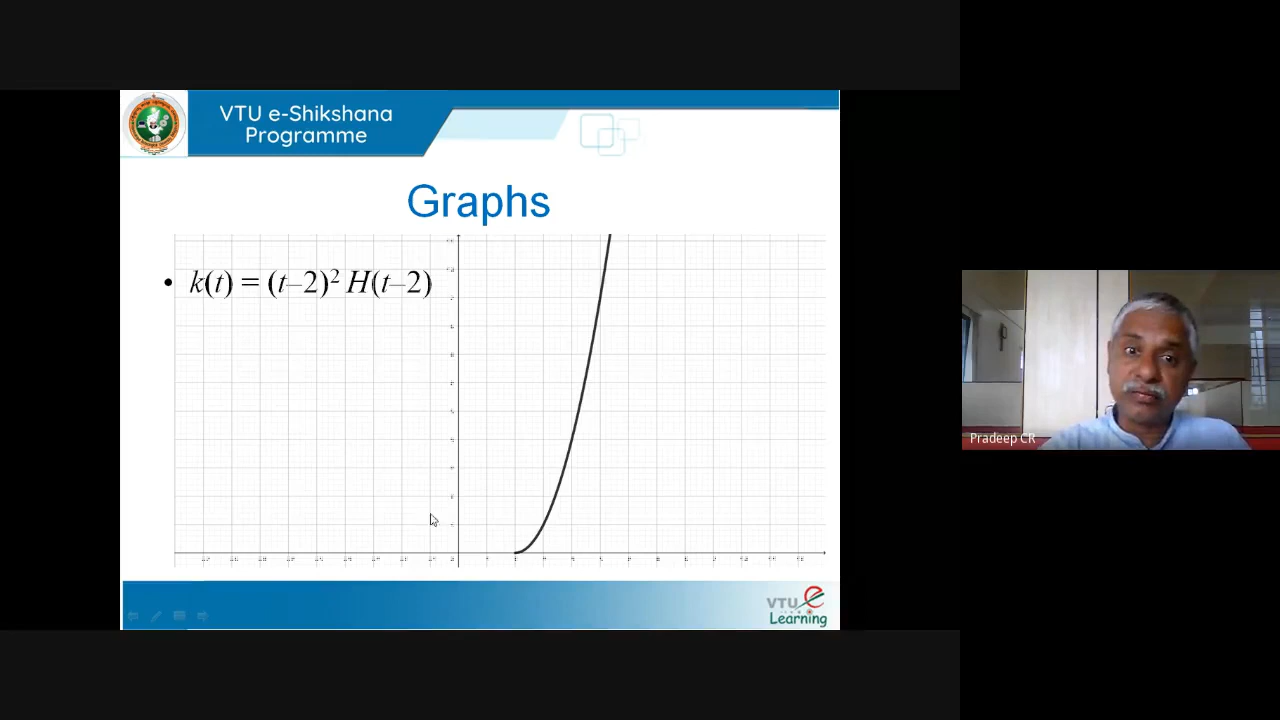 VTU e-Shikshana
Programme
Graphs
• k(t) = (t–2)² H(t–2)
Pradeep CR
VTU e
Learning